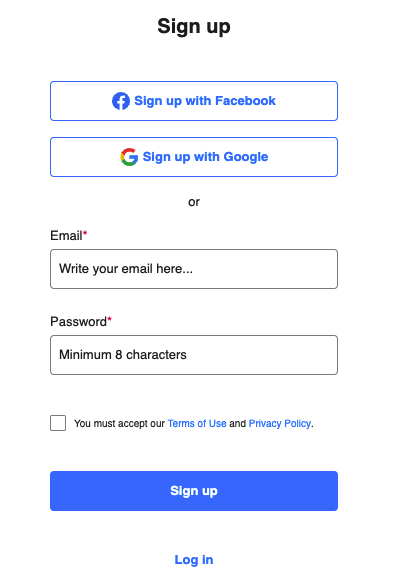 Sign up
Sign up with Facebook
Sign up with Google
or
Email*
Write your email here...
Password*
Minimum 8 characters
You must accept our Terms of Use and Privacy Policy.
Sign up
Log in